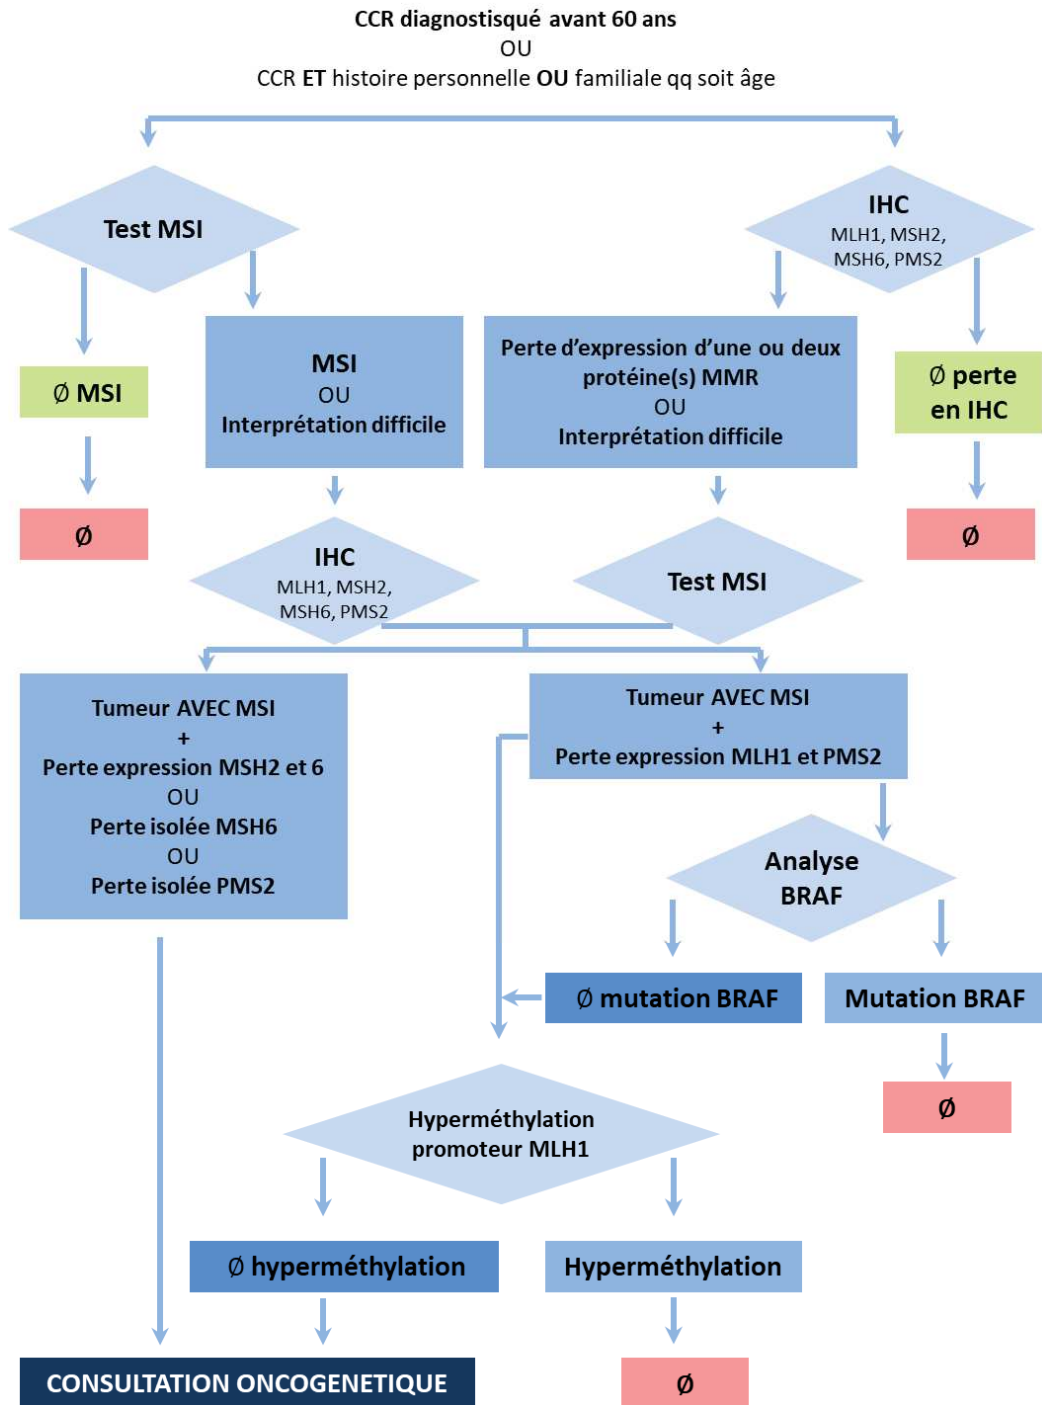 CCR diagnostisqué avant 60 ans
OU
CCR ET histoire personnelle OU familiale qq soit âge
Test MSI
IHC
MLH1, MSH2,
MSH6, PMS2
Ø MSI
MSI
OU
Interprétation difficile
Perte d'expression d'une ou deux
protéine(s) MMR
OU
Interprétation difficile
Ø perte
en IHC
Ø
Ø
IHC
MLH1, MSH2,
MSH6, PMS2
Test MSI
Tumeur AVEC MSI
+
Perte expression MSH2 et 6
OU
Perte isolée MSH6
OU
Perte isolée PMS2
Tumeur AVEC MSI
+
Perte expression MLH1 et PMS2
Analyse
BRAF
Ø mutation BRAF
Mutation BRAF
Ø
Hyperméthylation
promoteur MLH1
Ø hyperméthylation
Hyperméthylation
CONSULTATION ONCOGENETIQUE
Ø